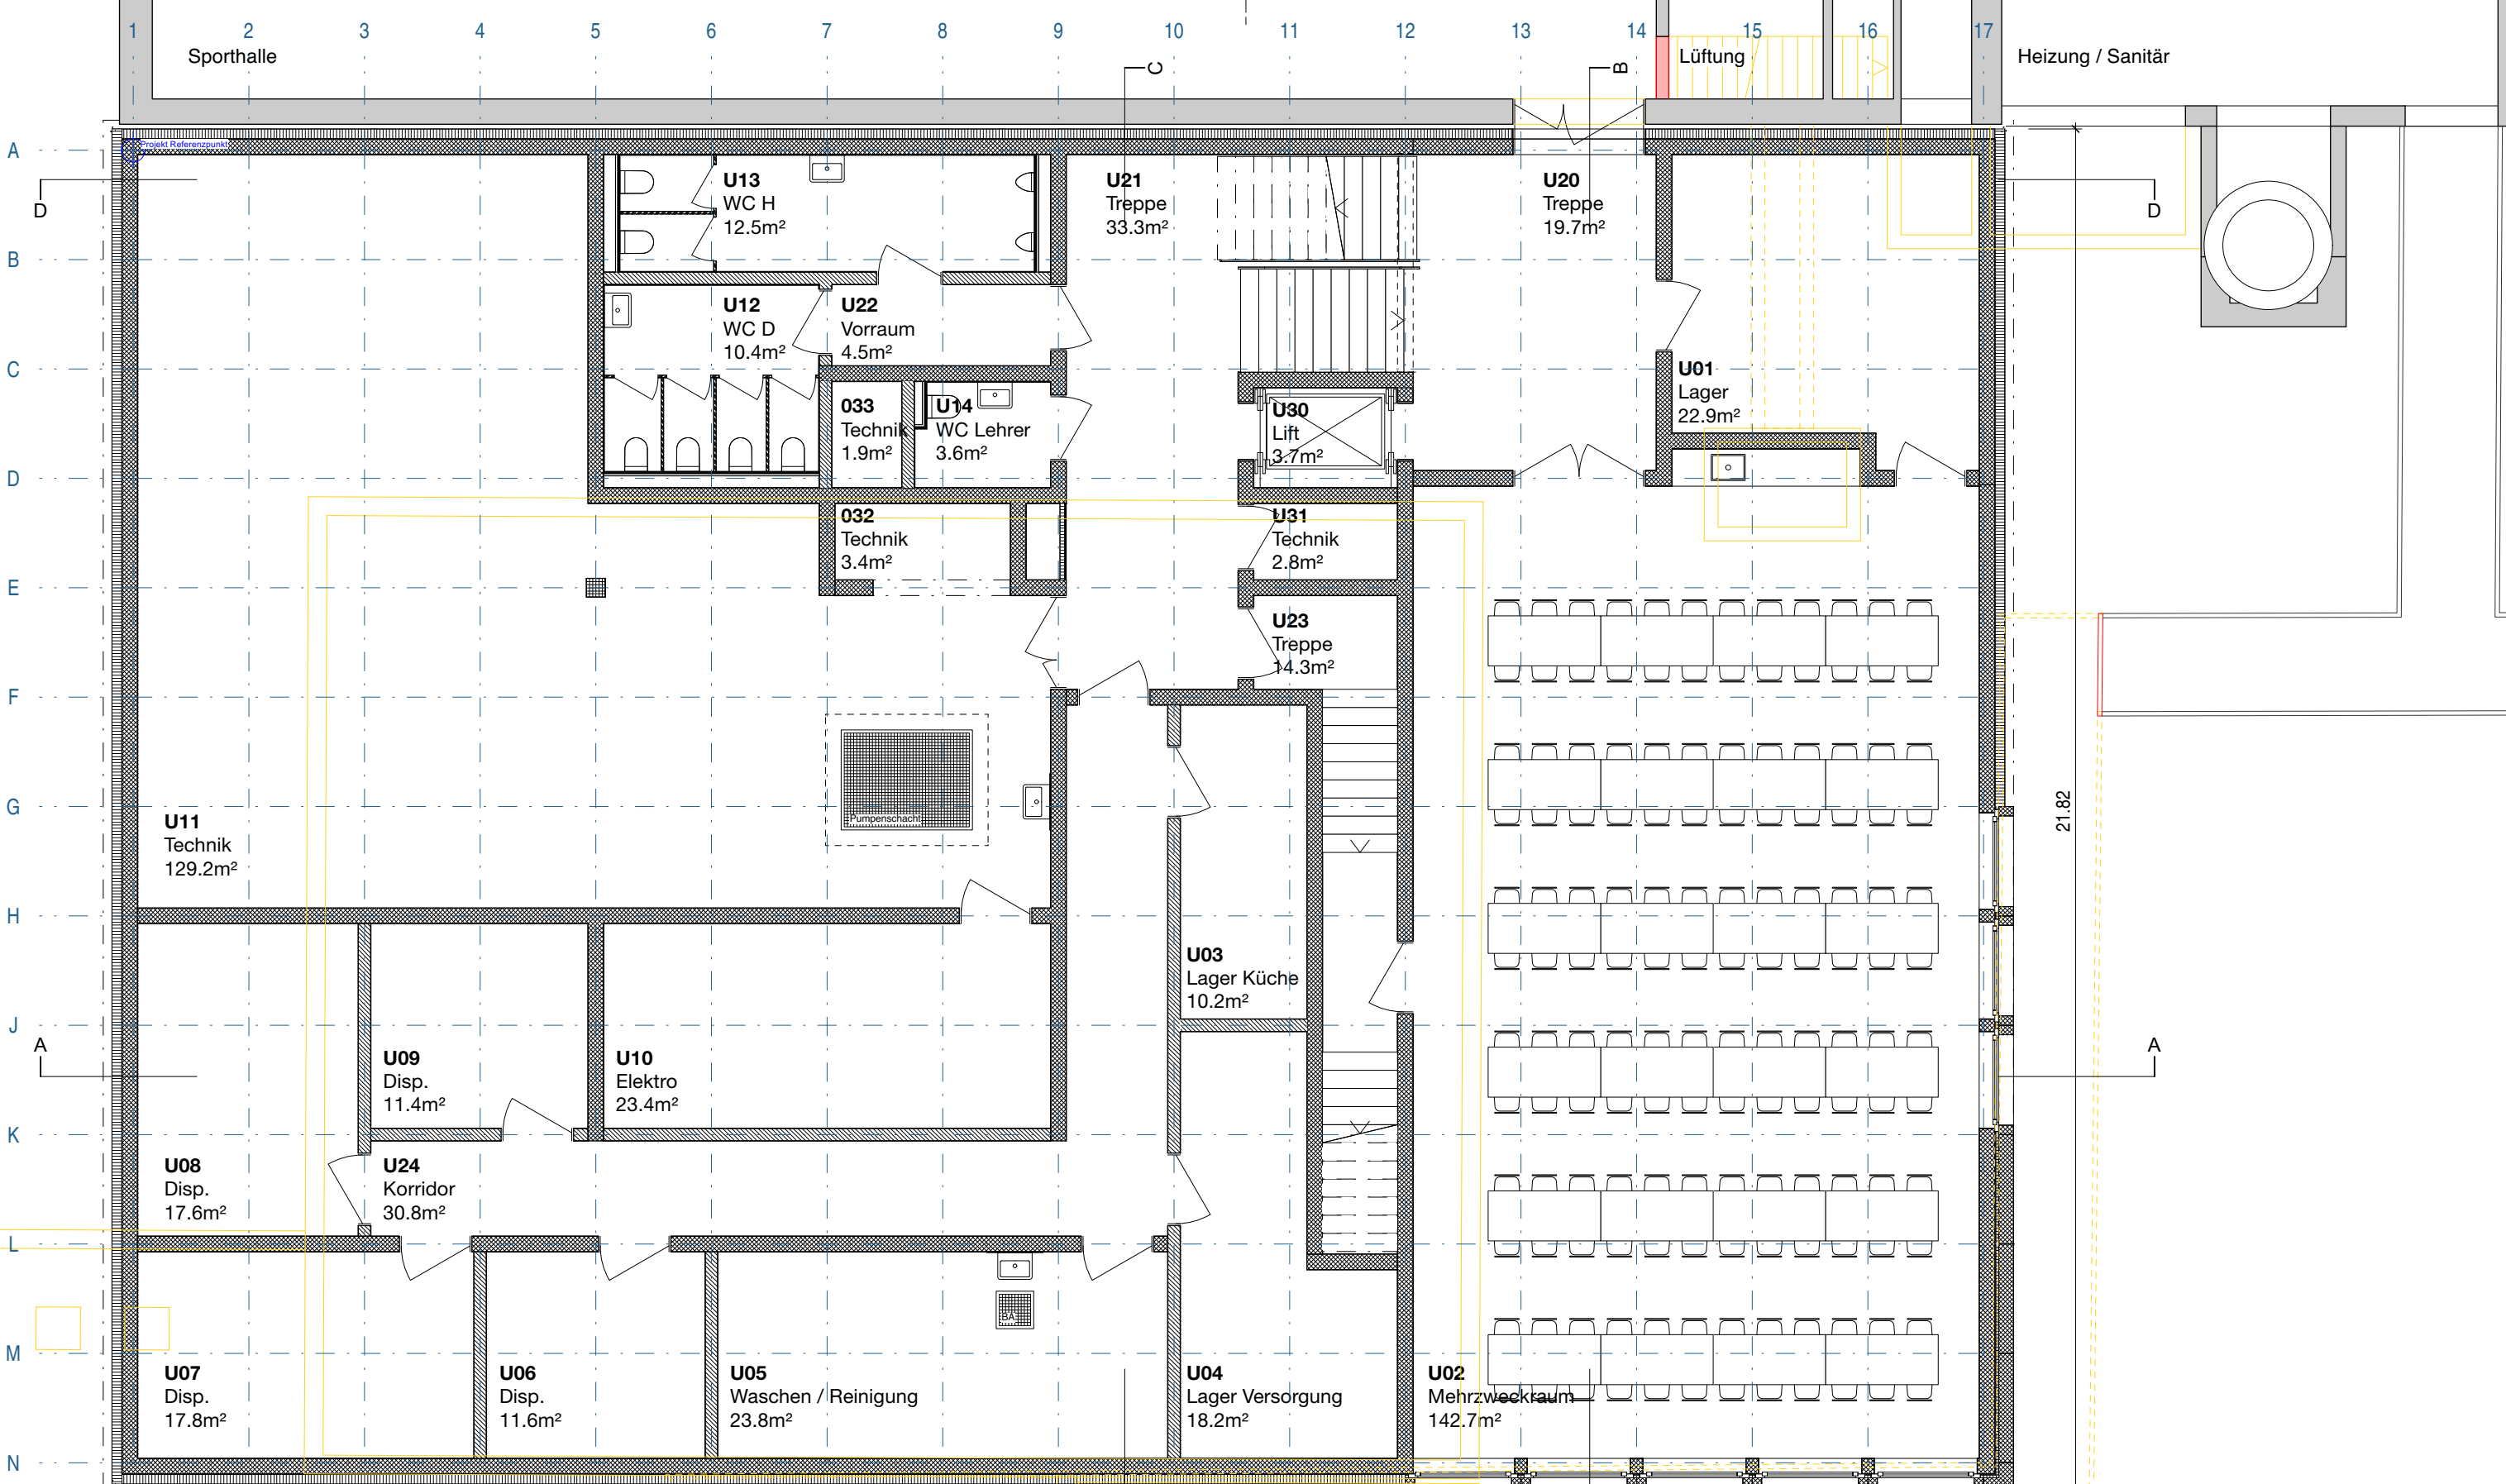 1 2 3 4 5 6 7 8 9 10 11 12 13 14 15 16 17
Sporthalle
Lüftung
Heizung / Sanitär
C
B
A
Projekt Referenzpunkt
D
D
U13
WC H
12.5m²
U21
Treppe
33.3m²
U20
Treppe
19.7m²
B
U12
WC D
10.4m²
U22
Vorraum
4.5m²
C
U01
Lager
22.9m²
033
Technik
1.9m²
U14
WC Lehrer
3.6m²
U30
Lift
3.7m²
D
032
Technik
3.4m²
U31
Technik
2.8m²
E
U23
Treppe
14.3m²
F
G
Pumpenschacht
21.82
U11
Technik
129.2m²
H
U03
Lager Küche
10.2m²
J
A
A
U09
Disp.
11.4m²
U10
Elektro
23.4m²
K
U08
Disp.
17.6m²
U24
Korridor
30.8m²
L
BA
M
U07
Disp.
17.8m²
U06
Disp.
11.6m²
U05
Waschen / Reinigung
23.8m²
U04
Lager Versorgung
18.2m²
U02
Mehrzweckraum
142.7m²
N